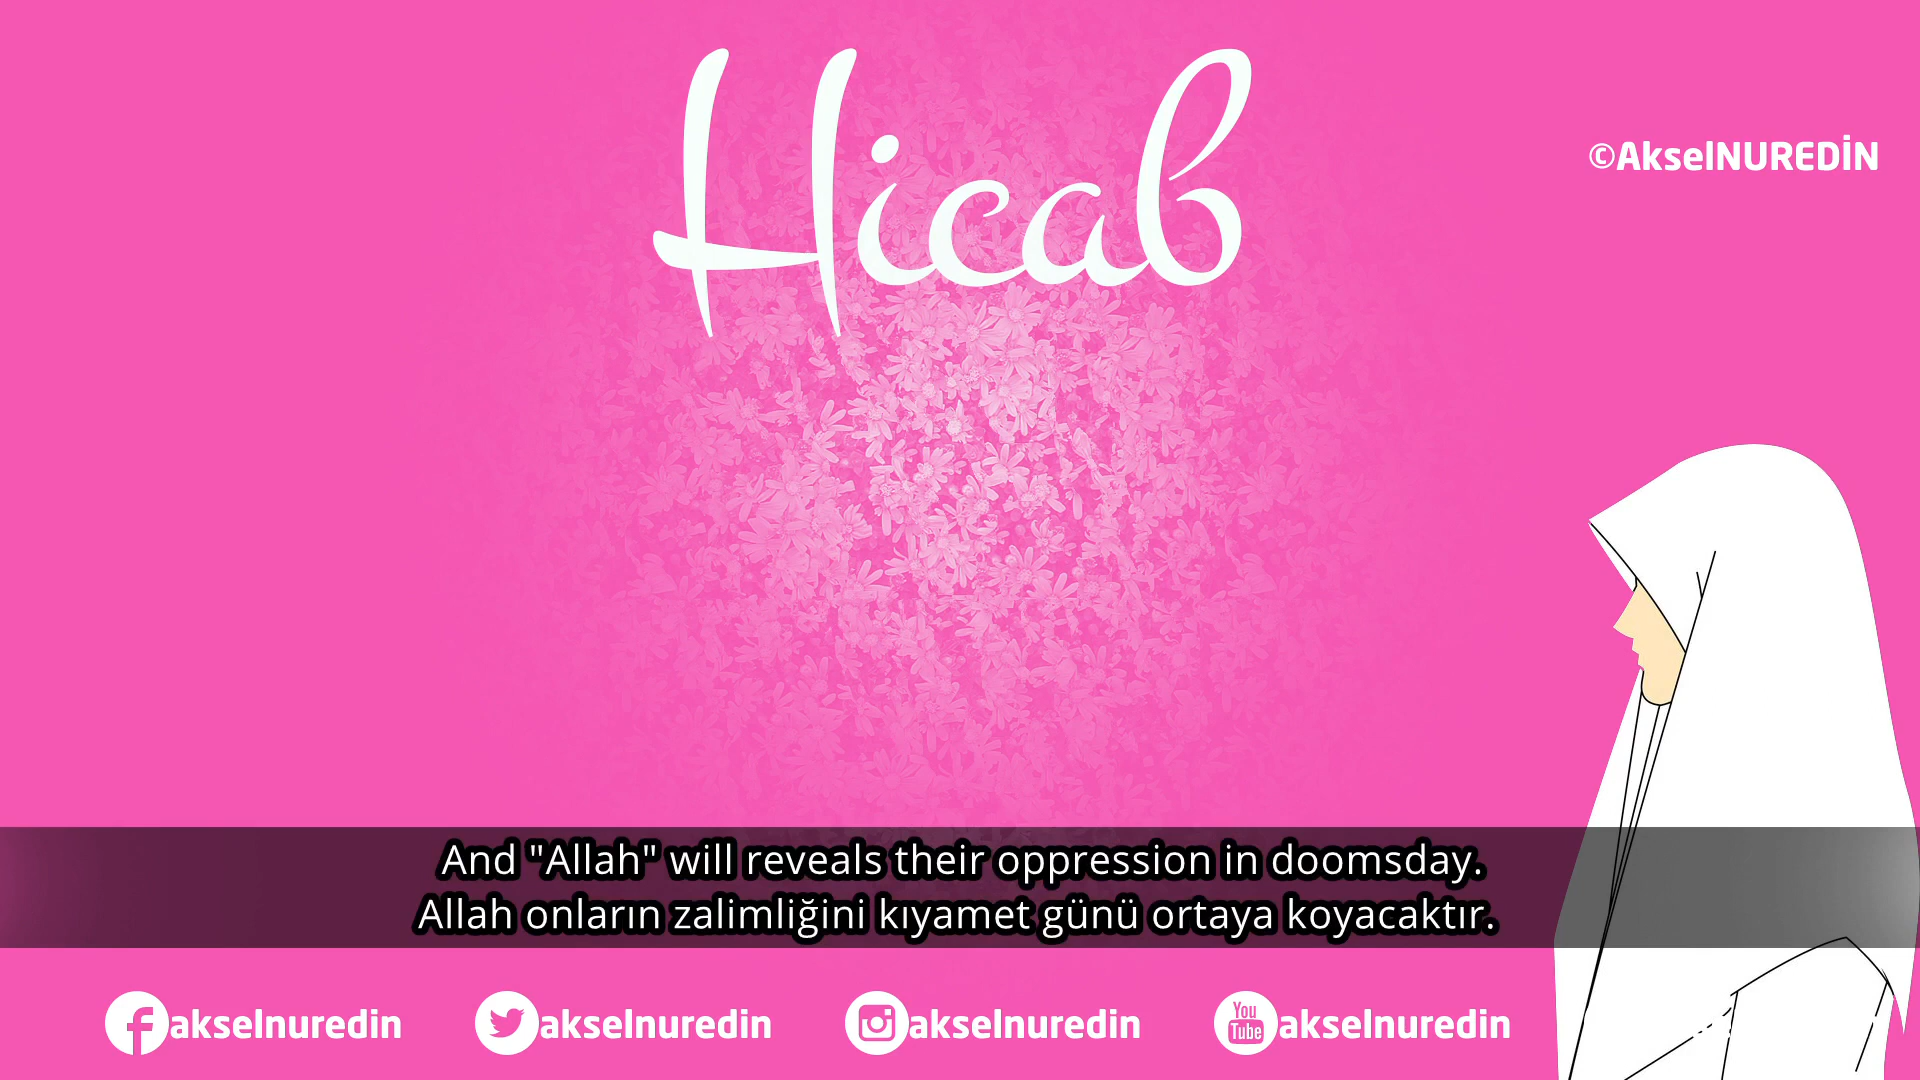 Hicab
©AkselNUREDİN
And "Allah" will reveals their oppression in doomsday.
Allah onların zalimliğini kıyamet günü ortaya koyacaktır.
akselnuredin
akselnuredin
akselnuredin
You Tube akselnuredin